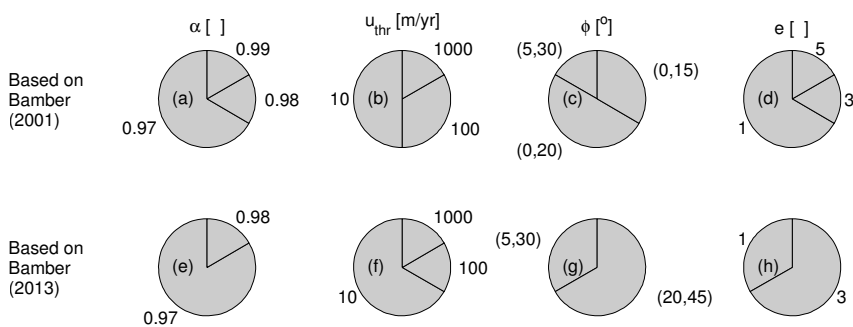 α [ ]
u_thr [m/yr]
ϕ [°]
e [ ]
Based on
Bamber
(2001)
(a)
0.99
0.98
0.97
(b)
1000
10
100
(c)
(5,30)
(0,15)
(0,20)
(d)
5
3
1
Based on
Bamber
(2013)
(e)
0.98
0.97
(f)
1000
100
10
(g)
(5,30)
(20,45)
(h)
1
3